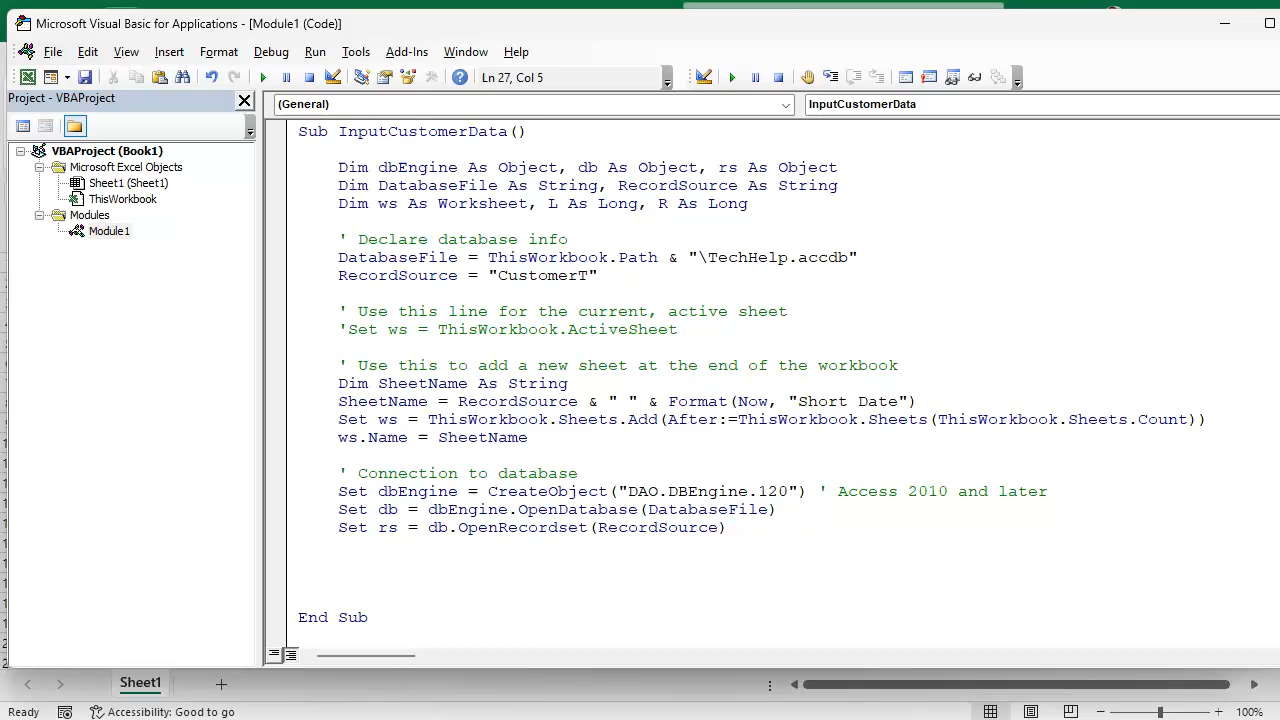 Microsoft Visual Basic for Applications - [Module1 (Code)]
File Edit View Insert Format Debug Run Tools Add-Ins Window Help
Ln 27, Col 5
Project - VBAProject
(General) InputCustomerData
VBAProject (Book1)
Microsoft Excel Objects
Sheet1 (Sheet1)
ThisWorkbook
Modules
Module1
Sub InputCustomerData()
Dim dbEngine As Object, db As Object, rs As Object
Dim DatabaseFile As String, RecordSource As String
Dim ws As Worksheet, L As Long, R As Long
' Declare database info
DatabaseFile = ThisWorkbook.Path & "\TechHelp.accdb"
RecordSource = "CustomerT"
' Use this line for the current, active sheet
'Set ws = ThisWorkbook.ActiveSheet
' Use this to add a new sheet at the end of the workbook
Dim SheetName As String
SheetName = RecordSource & " " & Format(Now, "Short Date")
Set ws = ThisWorkbook.Sheets.Add(After:=ThisWorkbook.Sheets(ThisWorkbook.Sheets.Count))
ws.Name = SheetName
' Connection to database
Set dbEngine = CreateObject("DAO.DBEngine.120") ' Access 2010 and later
Set db = dbEngine.OpenDatabase(DatabaseFile)
Set rs = db.OpenRecordset(RecordSource)
End Sub
Sheet1
Ready Accessibility: Good to go 100%